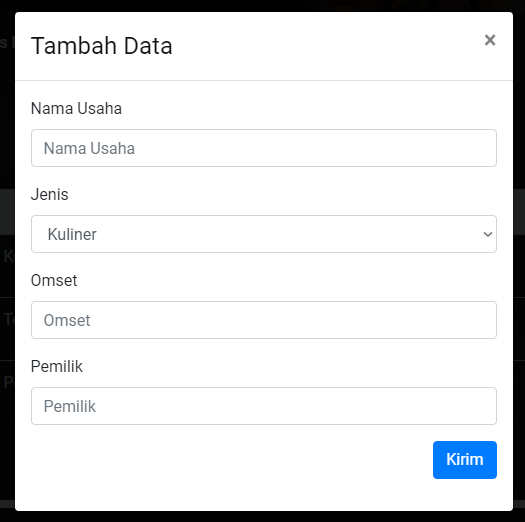 Tambah Data
×
Nama Usaha
Nama Usaha
Jenis
Kuliner
Omset
Omset
Pemilik
Pemilik
Kirim